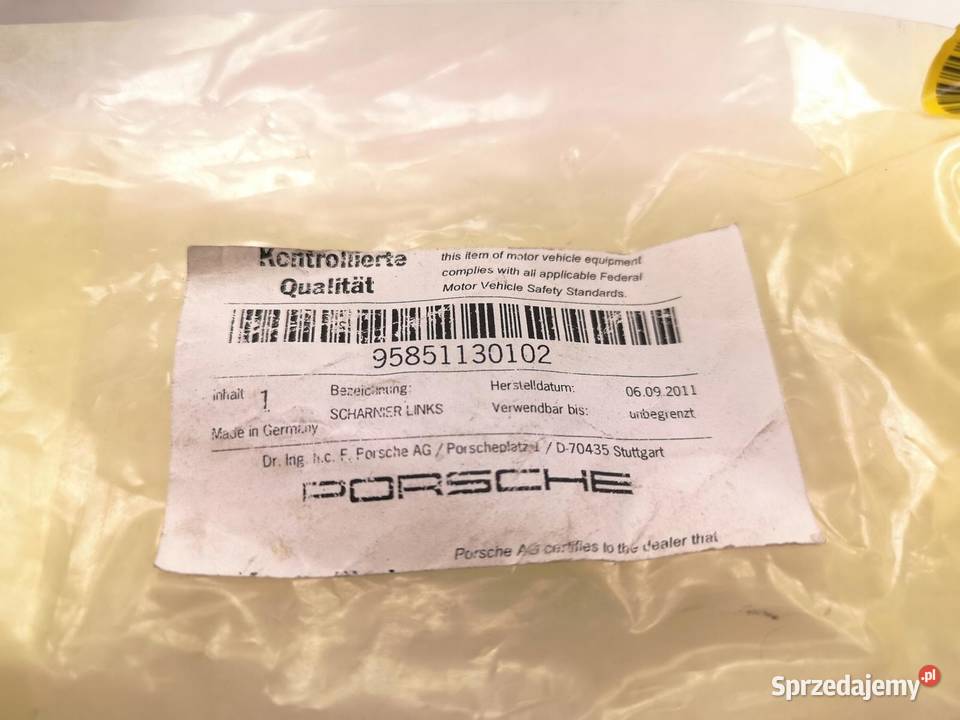 Kontrollierte
Qualität
this item of motor vehicle equipment
complies with all applicable Federal
Motor Vehicle Safety Standards.
95851130102
Inhalt 1
Bezeichnung:
SCHARNIER LINKS
Herstelldatum: 06.09.2011
Verwendbar bis: unbegrenzt
Made in Germany
Dr. Ing. h.c. F. Porsche AG / Porscheplatz 1 / D-70435 Stuttgart
PORSCHE
Porsche AG certifies to the dealer that
Sprzedajemy.pl